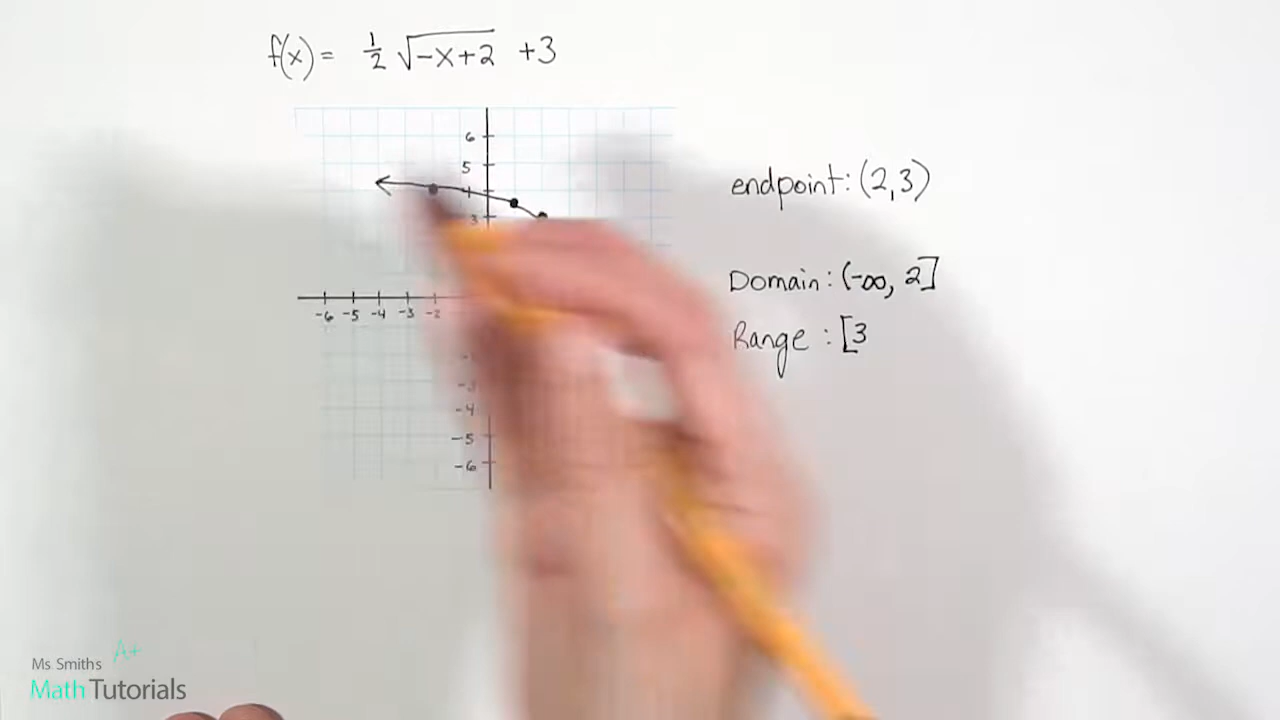 f(x) = 1/2 √(-x+2) +3
6
5
4
3
-6 -5 -4 -3 -2
-4
-5
-6
endpoint: (2,3)
Domain: (-∞, 2]
Range : [3
Ms Smiths A+
Math Tutorials